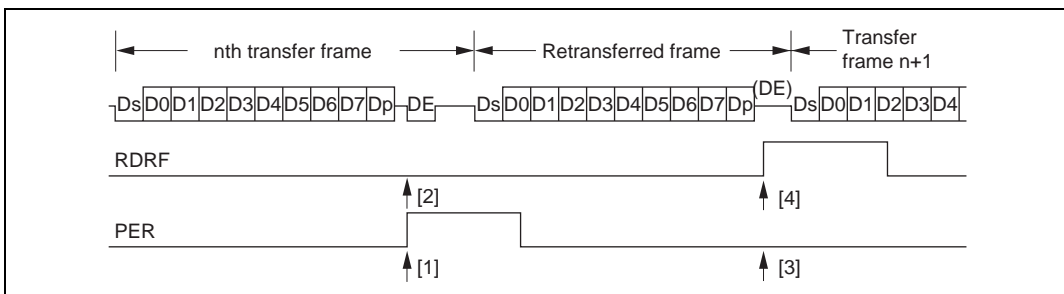 nth transfer frame
Retransferred frame
Transfer
frame n+1
Ds D0 D1 D2 D3 D4 D5 D6 D7 Dp DE Ds D0 D1 D2 D3 D4 D5 D6 D7 Dp (DE) Ds D0 D1 D2 D3 D4
RDRF
[2] [4]
PER
[1] [3]